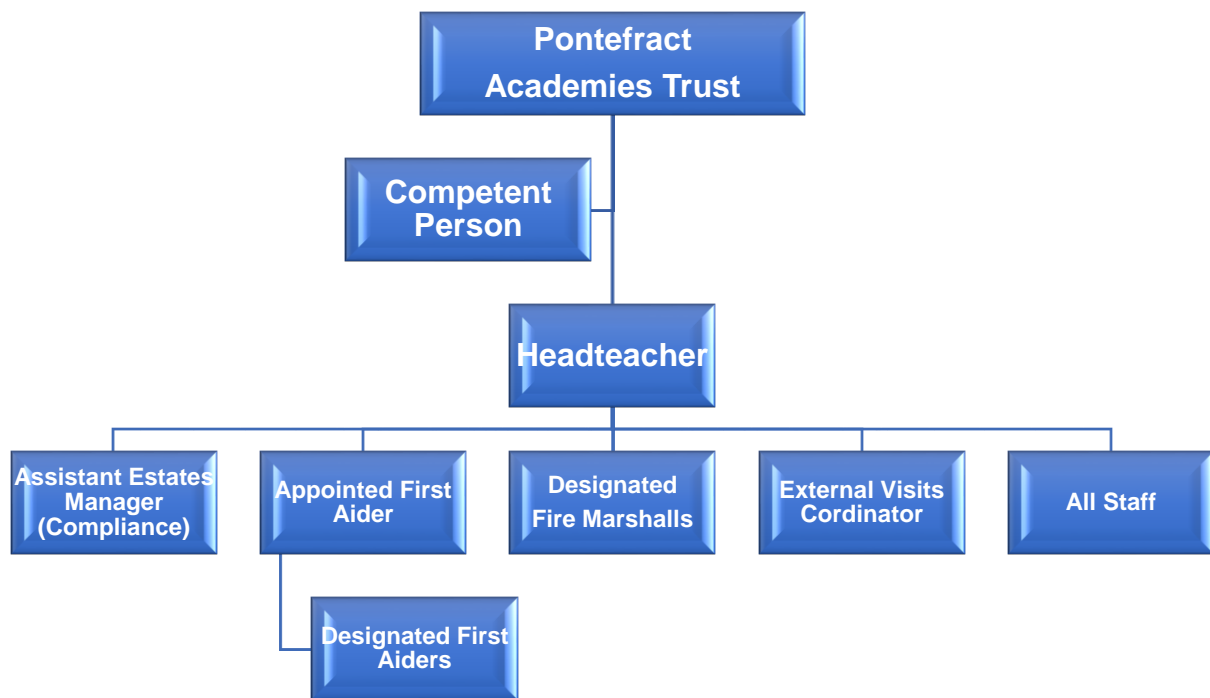 Pontefract
Academies Trust
Competent
Person
Headteacher
Assistant Estates
Manager
(Compliance)
Appointed First
Aider
Designated
Fire Marshalls
External Visits
Cordinator
All Staff
Designated First
Aiders